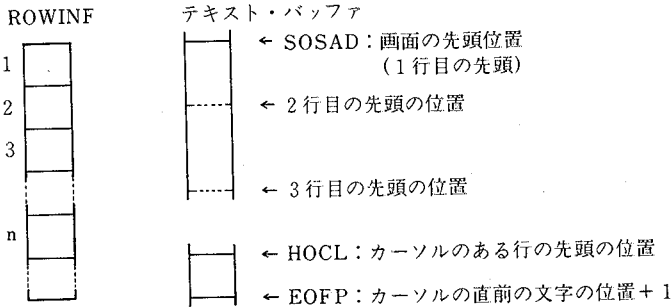 ROWINF
テキスト・バッファ
← SOSAD：画面の先頭位置
（1行目の先頭）
1
2
← 2行目の先頭の位置
3
← 3行目の先頭の位置
n
← HOCL：カーソルのある行の先頭の位置
← EOFP：カーソルの直前の文字の位置＋1